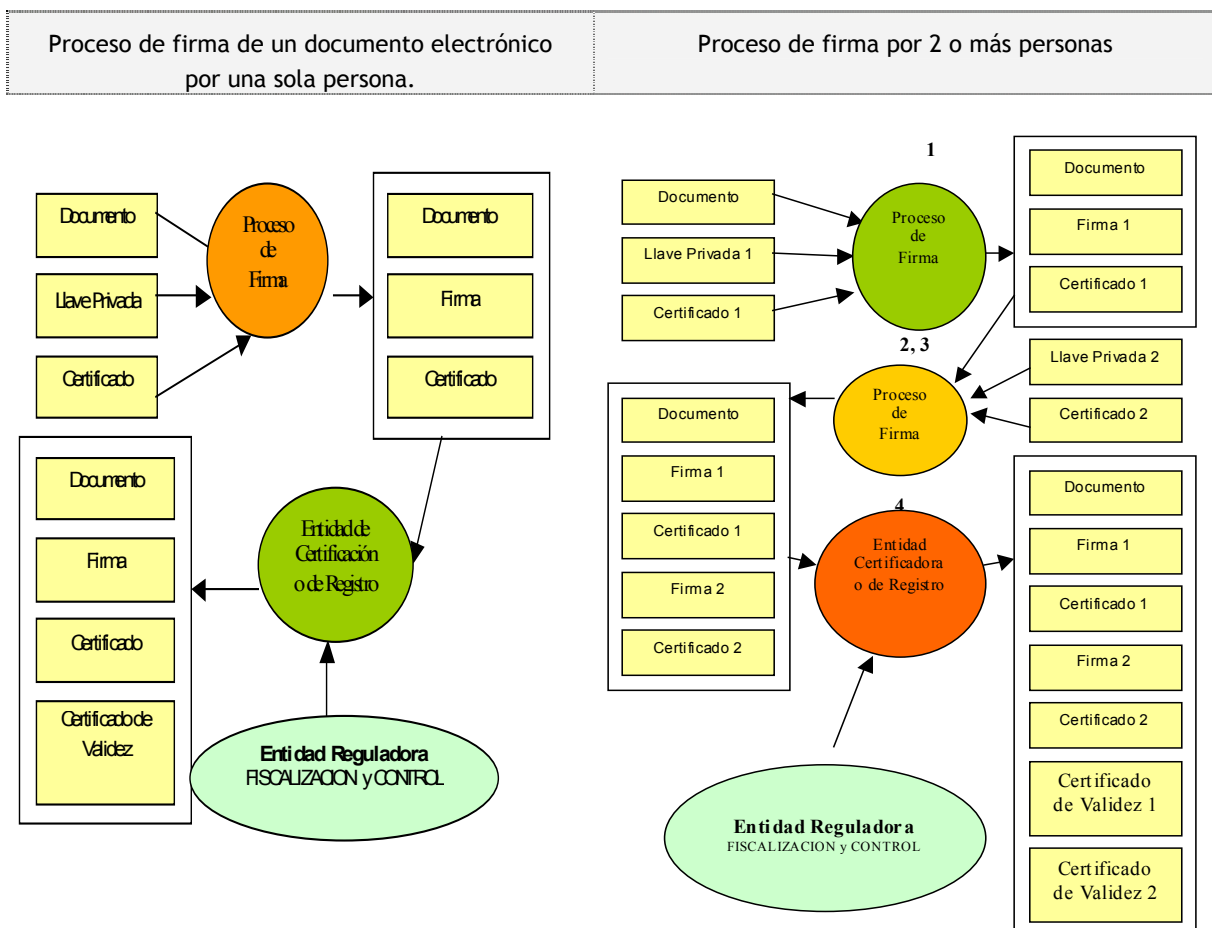 Proceso de firma de un documento electrónico
por una sola persona.
Proceso de firma por 2 o más personas
Documento
Llave Privada
Certificado
Proceso
de
Firma
Documento
Firma
Certificado
Documento
Firma
Certificado
Certificado de
Validez
Entidad de
Certificación
o de Registro
Entidad Reguladora
FISCALIZACION y CONTROL
1
Documento
Llave Privada 1
Certificado 1
Proceso
de
Firma
Documento
Firma 1
Certificado 1
2, 3
Llave Privada 2
Certificado 2
Proceso
de
Firma
Documento
Firma 1
Certificado 1
Firma 2
Certificado 2
4
Entidad
Certificadora
o de Registro
Documento
Firma 1
Certificado 1
Firma 2
Certificado 2
Certificado
de Validez 1
Certificado
de Validez 2
Entidad Reguladora
FISCALIZACION y CONTROL